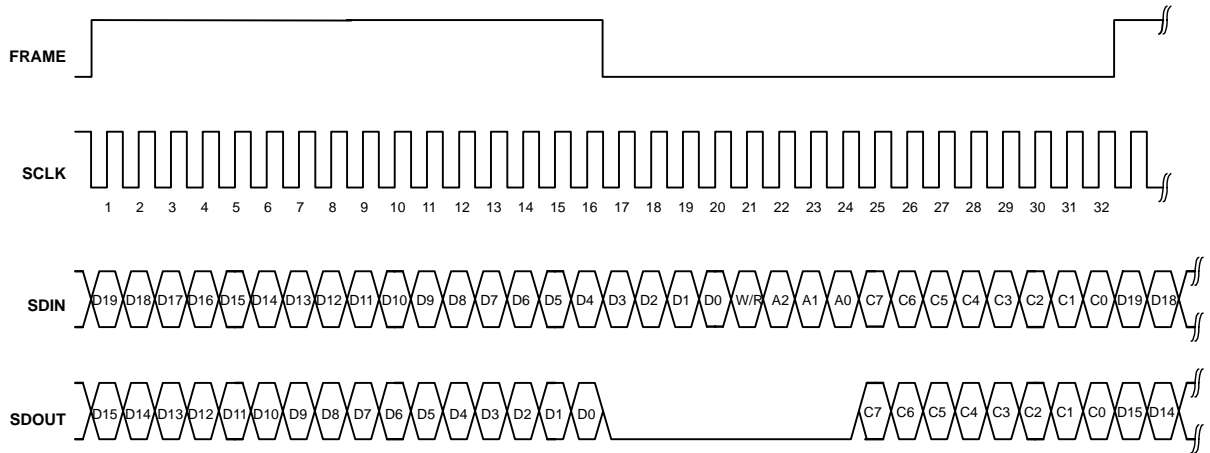 FRAME
SCLK
1 2 3 4 5 6 7 8 9 10 11 12 13 14 15 16 17 18 19 20 21 22 23 24 25 26 27 28 29 30 31 32
SDIN D19 D18 D17 D16 D15 D14 D13 D12 D11 D10 D9 D8 D7 D6 D5 D4 D3 D2 D1 D0 W/R A2 A1 A0 C7 C6 C5 C4 C3 C2 C1 C0 D19 D18
SDOUT D15 D14 D13 D12 D11 D10 D9 D8 D7 D6 D5 D4 D3 D2 D1 D0 C7 C6 C5 C4 C3 C2 C1 C0 D15 D14